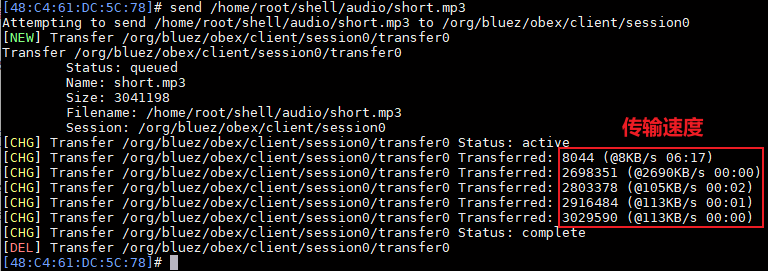 [48:C4:61:DC:5C:78]# send /home/root/shell/audio/short.mp3
Attempting to send /home/root/shell/audio/short.mp3 to /org/bluez/obex/client/session0
[NEW] Transfer /org/bluez/obex/client/session0/transfer0
Transfer /org/bluez/obex/client/session0/transfer0
Status: queued
Name: short.mp3
Size: 3041198
Filename: /home/root/shell/audio/short.mp3
Session: /org/bluez/obex/client/session0
传输速度
[CHG] Transfer /org/bluez/obex/client/session0/transfer0 Status: active
[CHG] Transfer /org/bluez/obex/client/session0/transfer0 Transferred: 8044 (@8KB/s 06:17)
[CHG] Transfer /org/bluez/obex/client/session0/transfer0 Transferred: 2698351 (@2690KB/s 00:00)
[CHG] Transfer /org/bluez/obex/client/session0/transfer0 Transferred: 2803378 (@105KB/s 00:02)
[CHG] Transfer /org/bluez/obex/client/session0/transfer0 Transferred: 2916484 (@113KB/s 00:01)
[CHG] Transfer /org/bluez/obex/client/session0/transfer0 Transferred: 3029590 (@113KB/s 00:00)
[CHG] Transfer /org/bluez/obex/client/session0/transfer0 Status: complete
[DEL] Transfer /org/bluez/obex/client/session0/transfer0
[48:C4:61:DC:5C:78]#